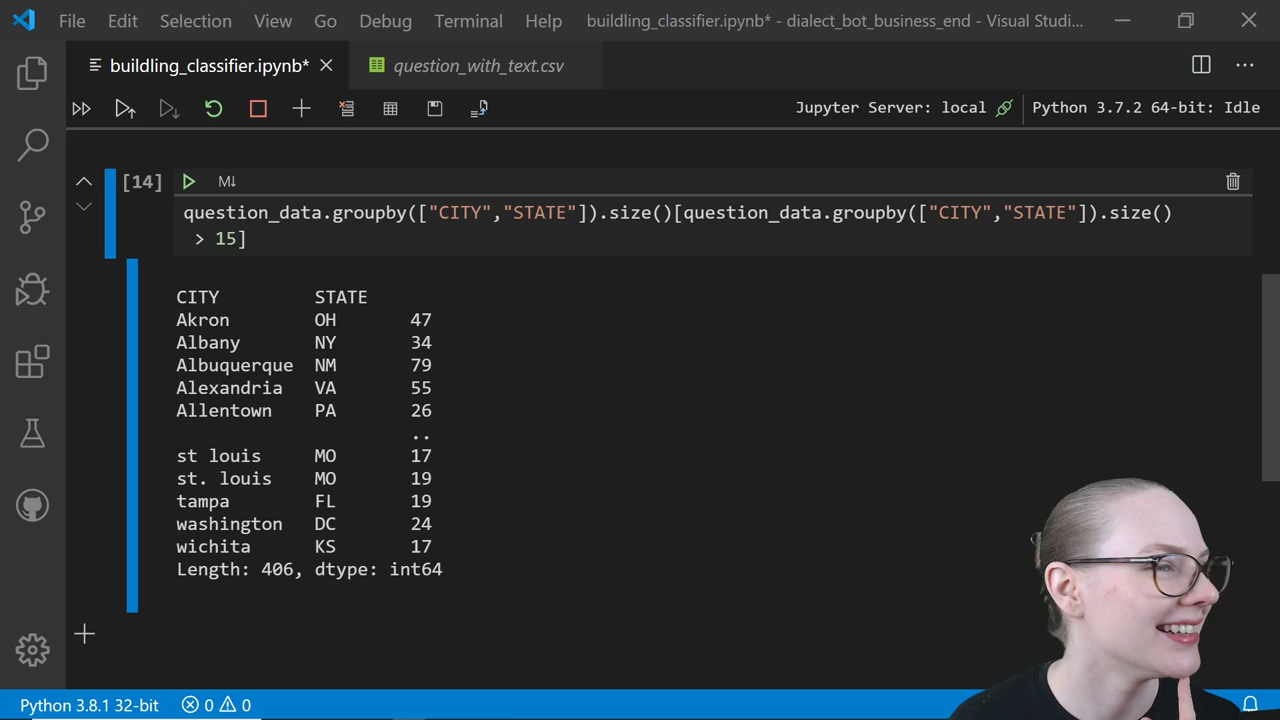 File Edit Selection View Go Debug Terminal Help buildling_classifier.ipynb* - dialect_bot_business_end - Visual Studi...
buildling_classifier.ipynb* question_with_text.csv
Jupyter Server: local Python 3.7.2 64-bit: Idle
[14] M↓
question_data.groupby(["CITY","STATE"]).size()[question_data.groupby(["CITY","STATE"]).size()
> 15]
CITY STATE
Akron OH 47
Albany NY 34
Albuquerque NM 79
Alexandria VA 55
Allentown PA 26
..
st louis MO 17
st. louis MO 19
tampa FL 19
washington DC 24
wichita KS 17
Length: 406, dtype: int64
Python 3.8.1 32-bit 0 0